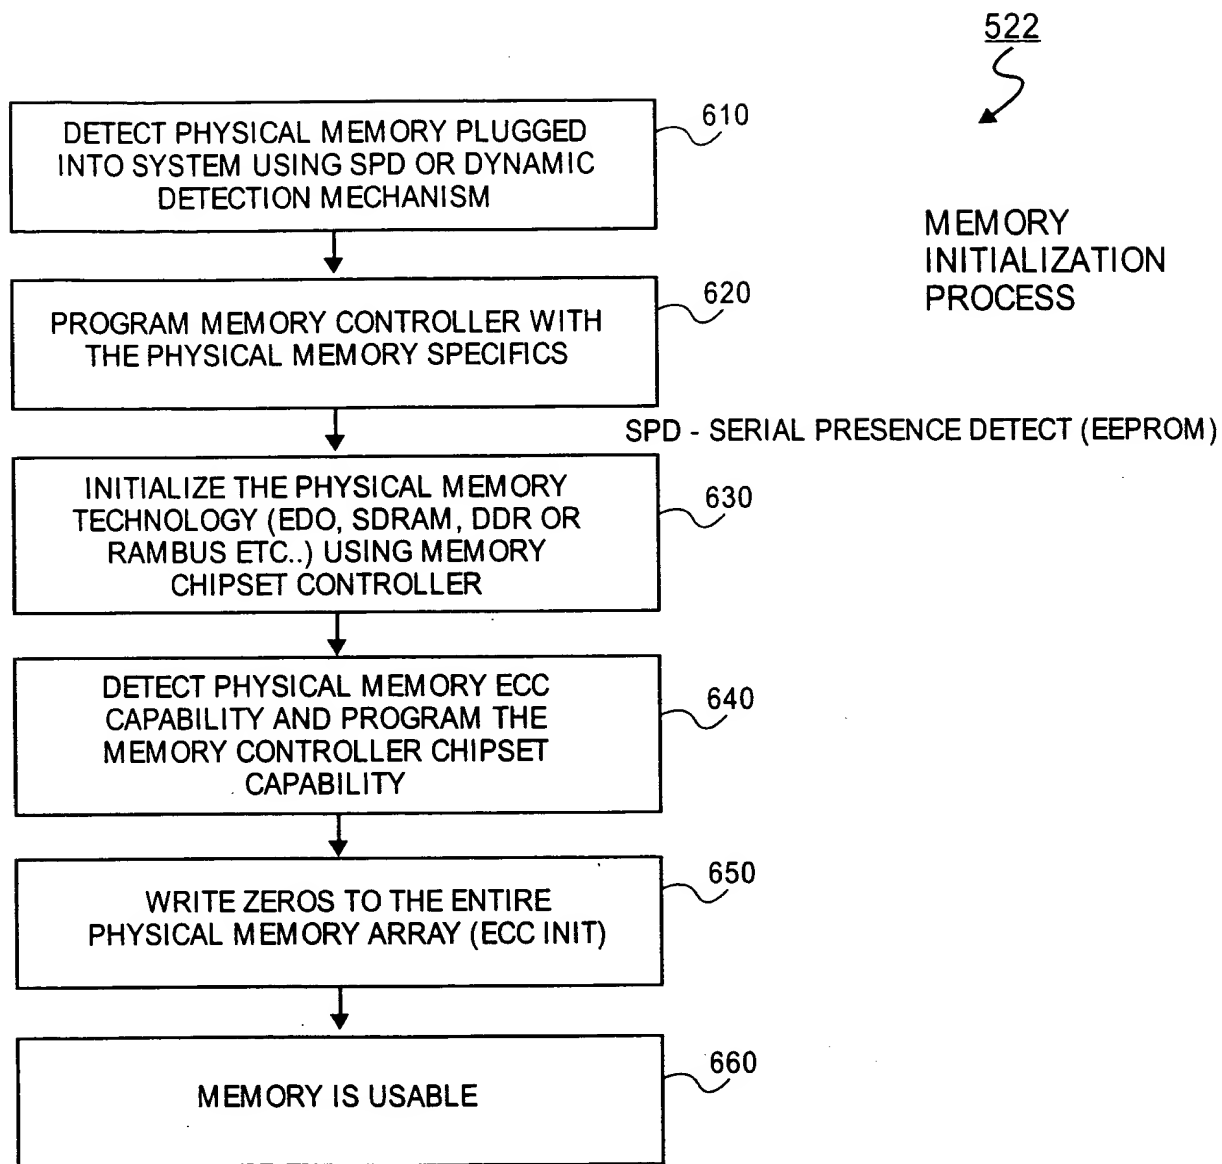 522
DETECT PHYSICAL MEMORY PLUGGED
INTO SYSTEM USING SPD OR DYNAMIC
DETECTION MECHANISM
610
MEMORY
INITIALIZATION
PROCESS
PROGRAM MEMORY CONTROLLER WITH
THE PHYSICAL MEMORY SPECIFICS
620
SPD - SERIAL PRESENCE DETECT (EEPROM)
INITIALIZE THE PHYSICAL MEMORY
TECHNOLOGY (EDO, SDRAM, DDR OR
RAMBUS ETC..) USING MEMORY
CHIPSET CONTROLLER
630
DETECT PHYSICAL MEMORY ECC
CAPABILITY AND PROGRAM THE
MEMORY CONTROLLER CHIPSET
CAPABILITY
640
WRITE ZEROS TO THE ENTIRE
PHYSICAL MEMORY ARRAY (ECC INIT)
650
MEMORY IS USABLE
660